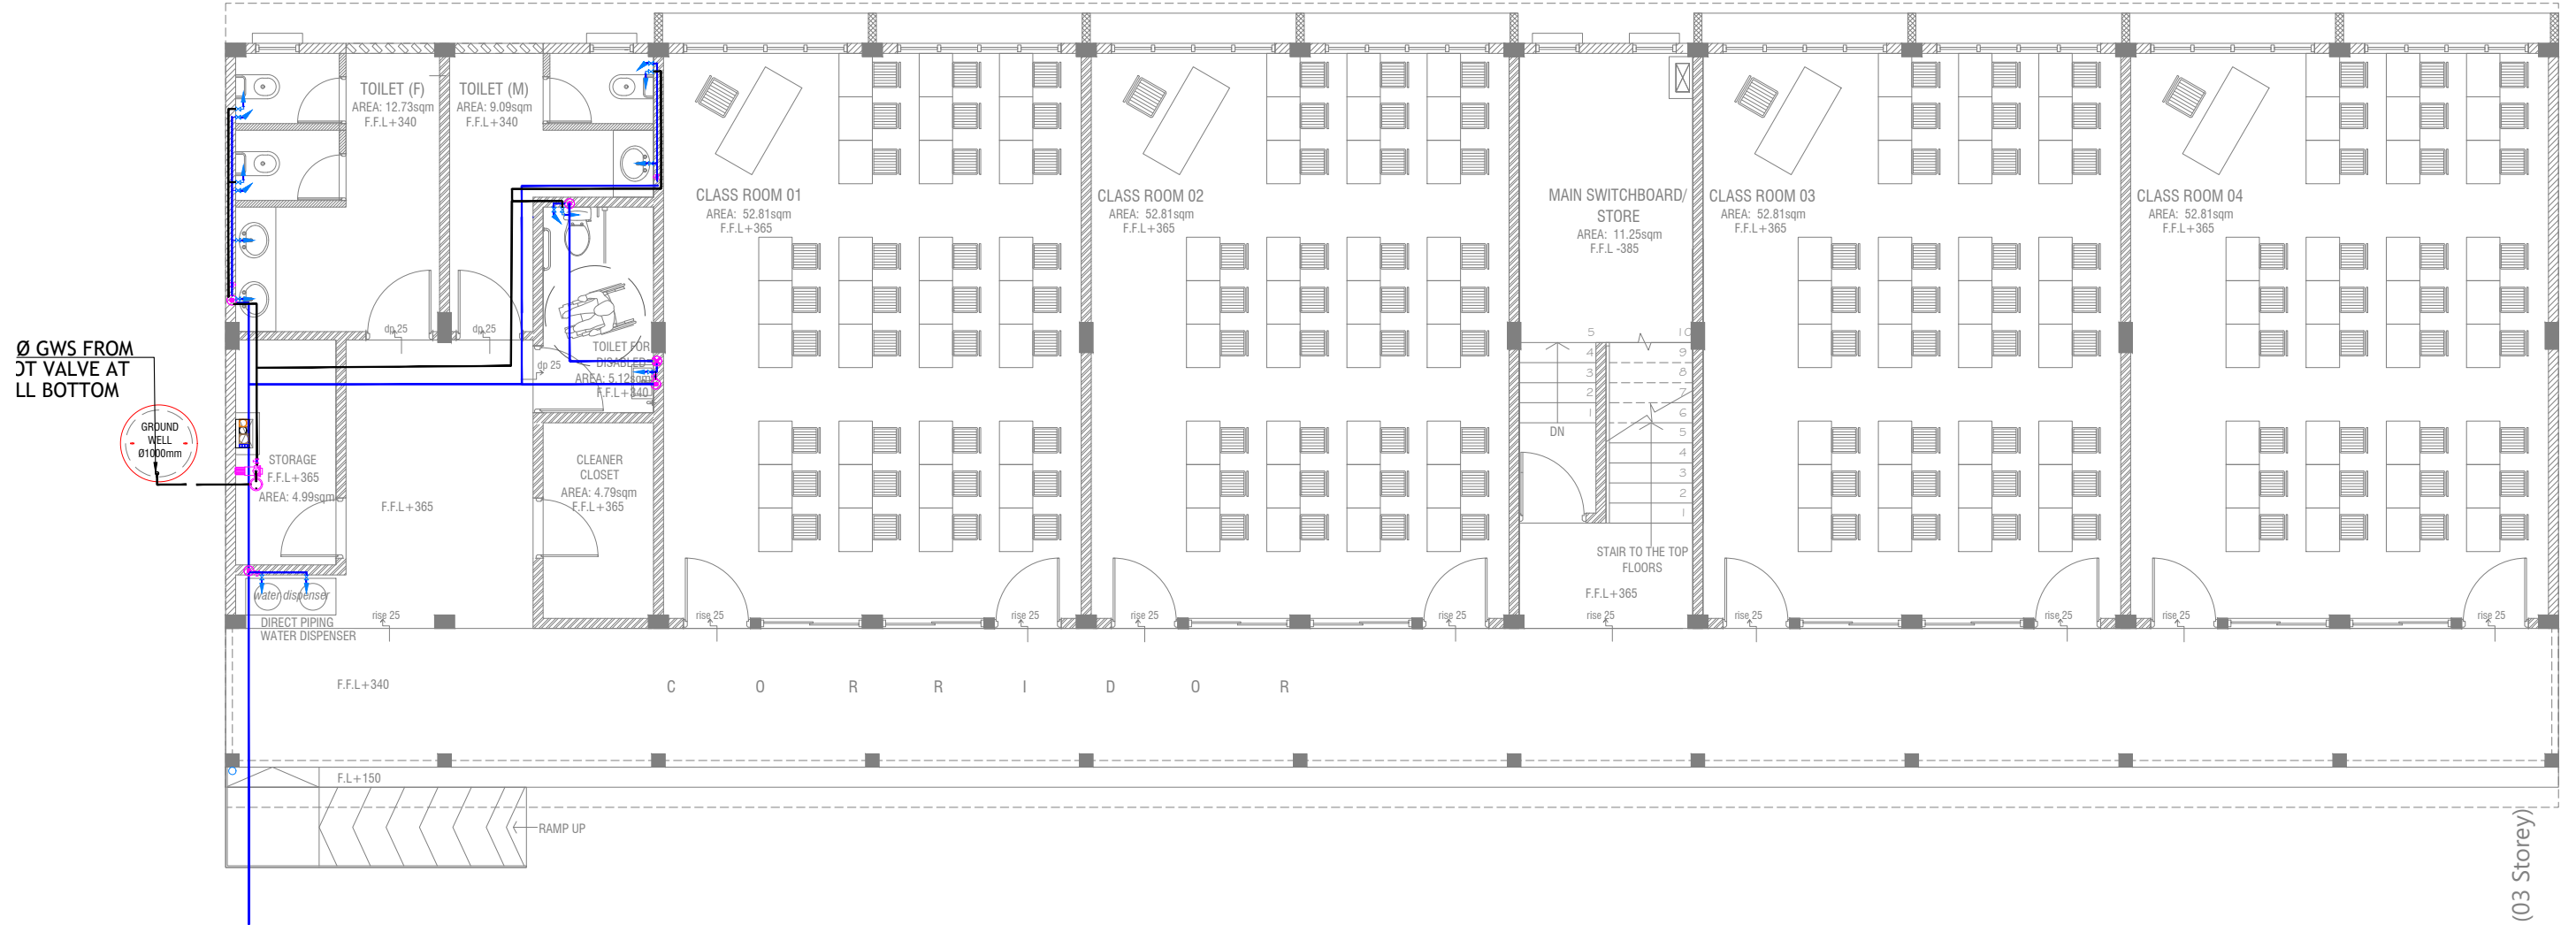 TOILET (F)
AREA: 12.73sqm
F.F.L+340
TOILET (M)
AREA: 9.09sqm
F.F.L+340
CLASS ROOM 01
AREA: 52.81sqm
F.F.L+365
CLASS ROOM 02
AREA: 52.81sqm
F.F.L+365
MAIN SWITCHBOARD/
STORE
AREA: 11.25sqm
F.F.L -385
CLASS ROOM 03
AREA: 52.81sqm
F.F.L+365
CLASS ROOM 04
AREA: 52.81sqm
F.F.L+365
Ø GWS FROM
OT VALVE AT
LL BOTTOM
GROUND
WELL
Ø1000mm
dp 25
dp 25
dp 25
TOILET FOR
DISABLED
AREA: 5.12sqm
F.F.L+340
5
4
3
2
1
DN
10
9
8
7
6
5
4
3
2
1
STORAGE
F.F.L+365
AREA: 4.99sqm
F.F.L+365
CLEANER
CLOSET
AREA: 4.79sqm
F.F.L+365
STAIR TO THE TOP
FLOORS
F.F.L+365
water dispenser
DIRECT PIPING
WATER DISPENSER
rise 25
rise 25
rise 25
rise 25
rise 25
rise 25
rise 25
rise 25
rise 25
rise 25
F.F.L+340
C O R R I D O R
F.L+150
RAMP UP
(03 Storey)